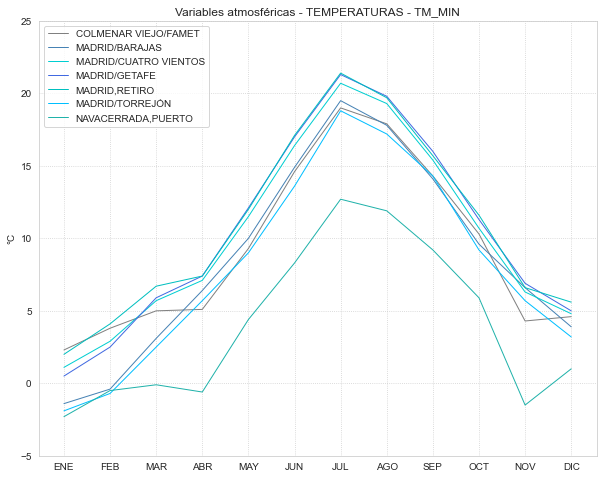 Variables atmosféricas - TEMPERATURAS - TM_MIN
25
COLMENAR VIEJO/FAMET
MADRID/BARAJAS
MADRID/CUATRO VIENTOS
MADRID/GETAFE
MADRID,RETIRO
MADRID/TORREJÓN
NAVACERRADA,PUERTO
20
15
10
°C
5
0
−5
ENE FEB MAR ABR MAY JUN JUL AGO SEP OCT NOV DIC